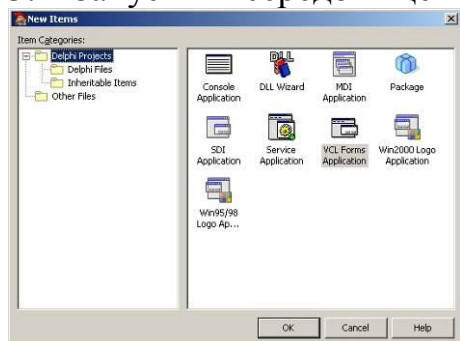 New Items
Item Categories:
Delphi Projects
Delphi Files
Inheritable Items
Other Files
Console Application
DLL Wizard
MDI Application
Package
SDI Application
Service Application
VCL Forms Application
Win2000 Logo Application
Win95/98 Logo Ap...
OK
Cancel
Help